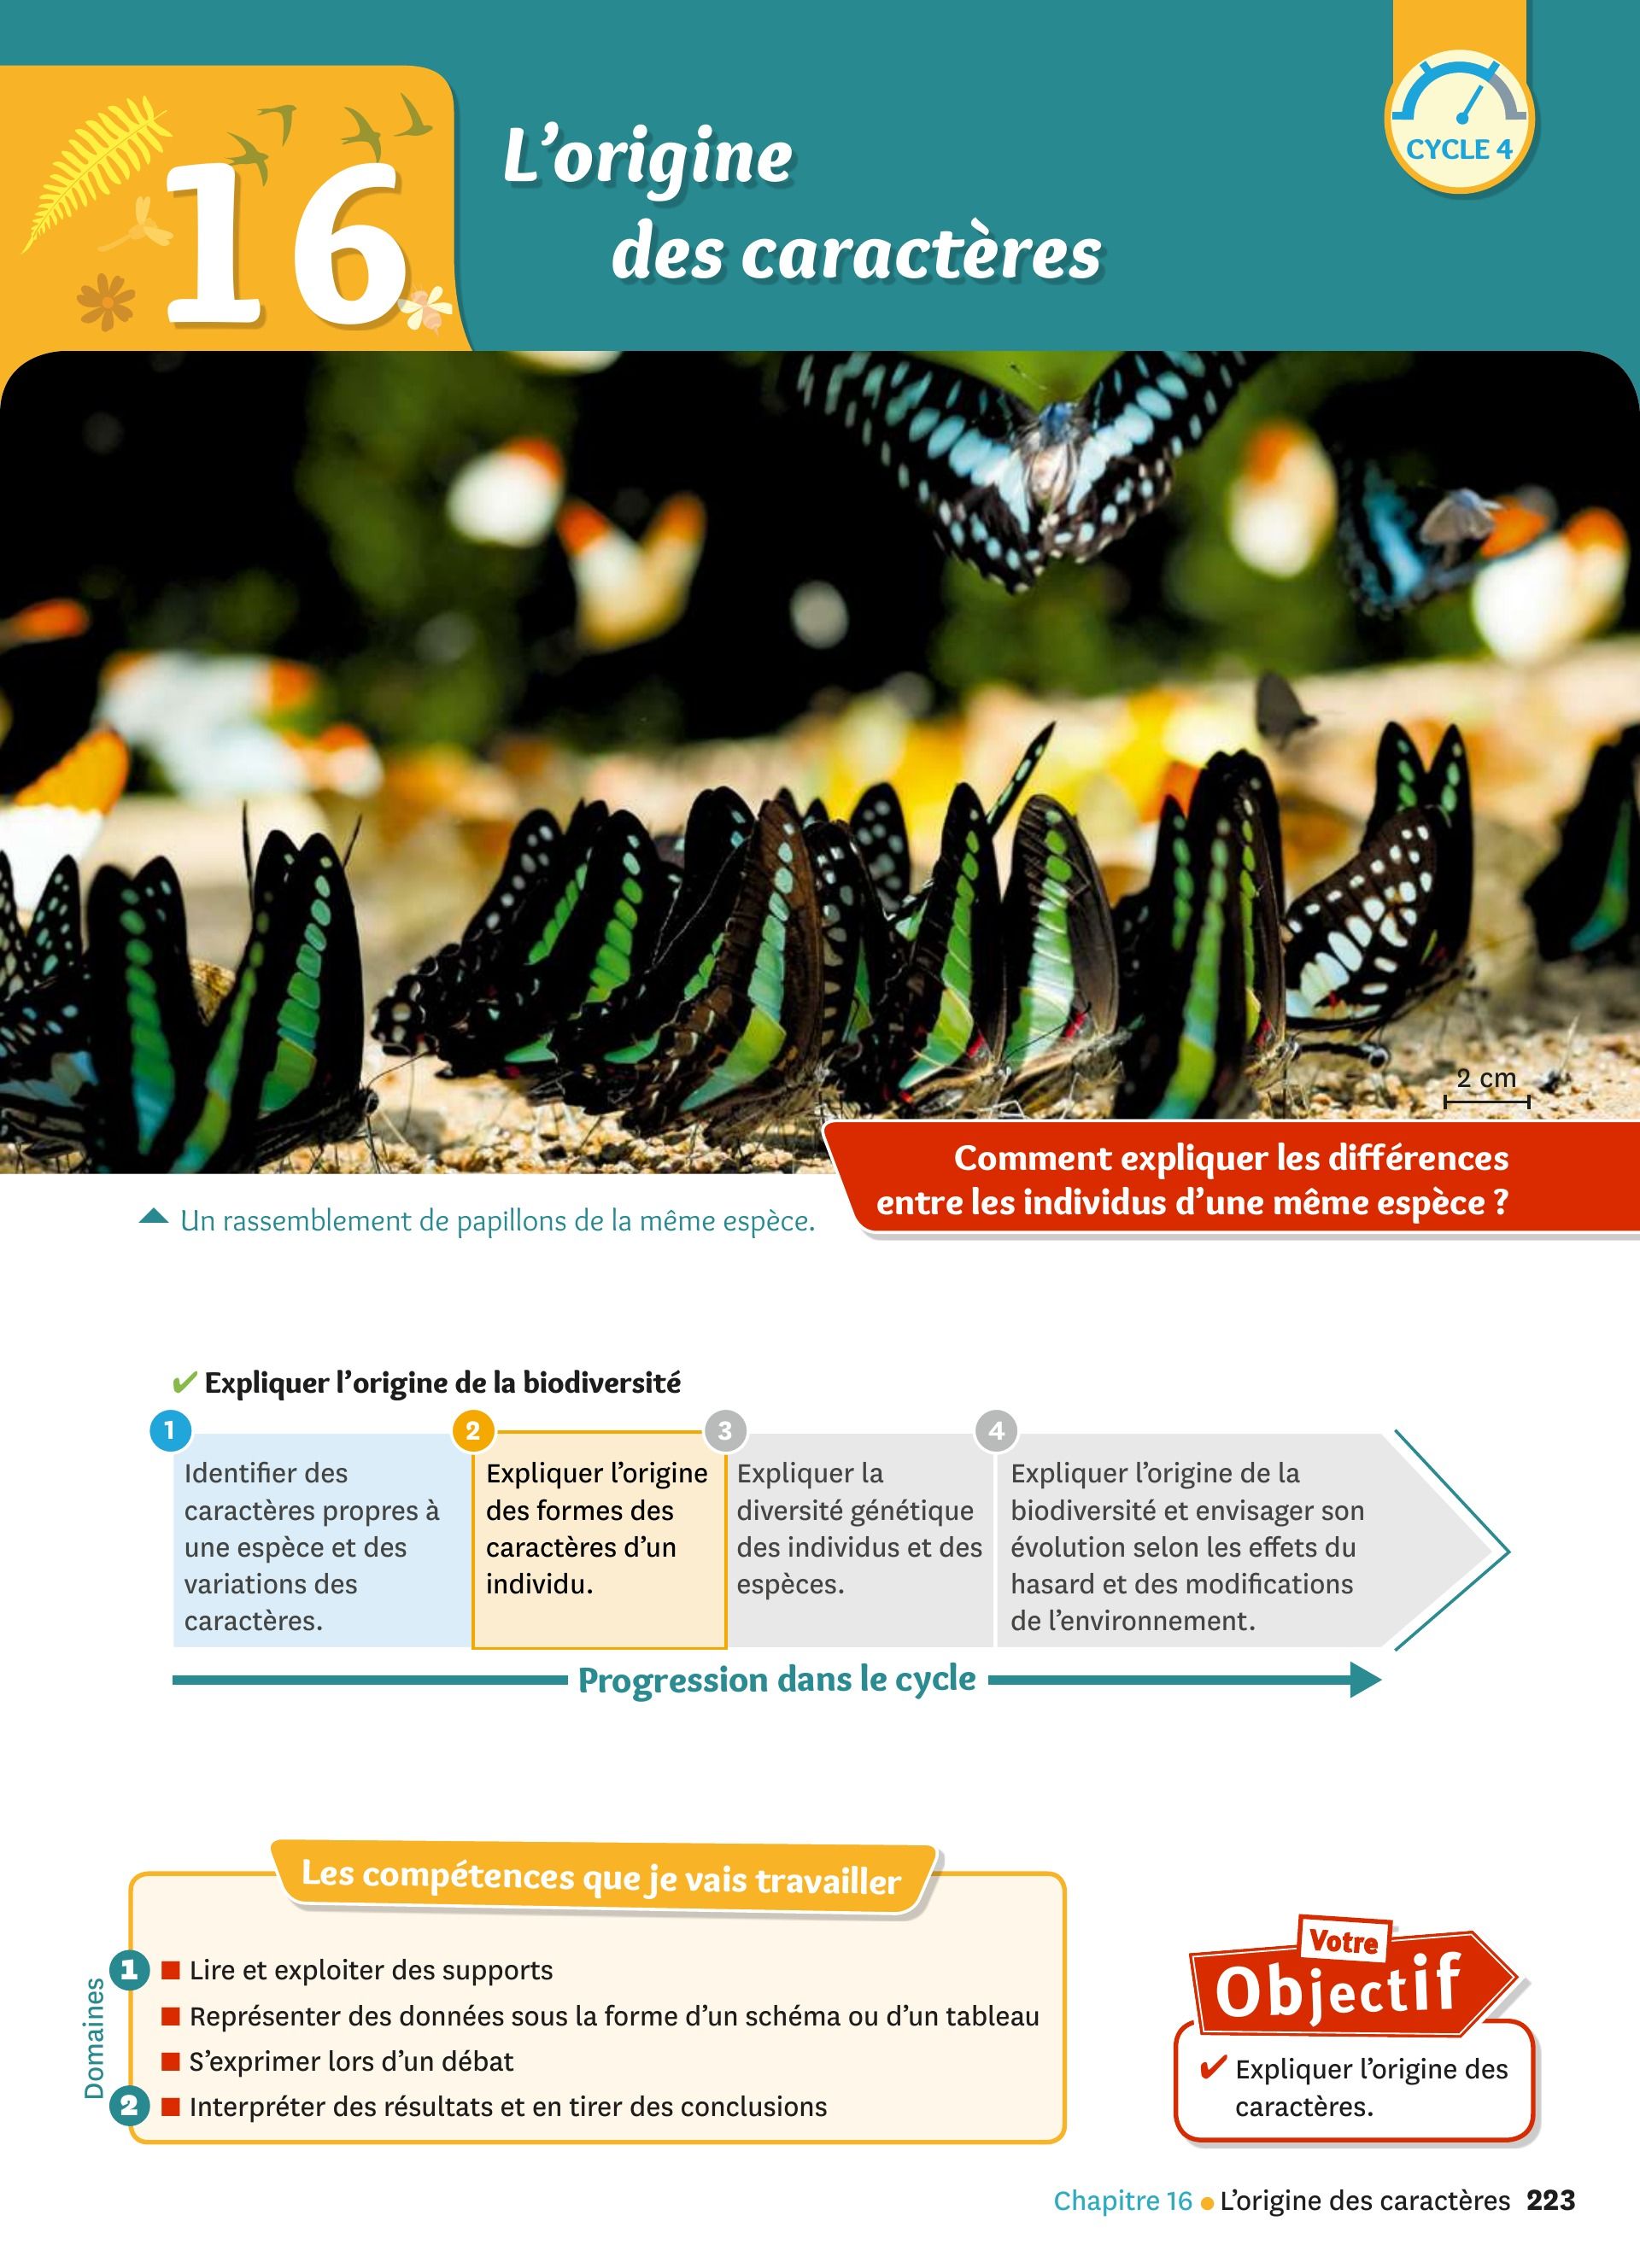 16
L'origine
des caractères
CYCLE 4
2 cm
Comment expliquer les différences
entre les individus d'une même espèce ?
Un rassemblement de papillons de la même espèce.
✔ Expliquer l'origine de la biodiversité
1
Identifier des
caractères propres à
une espèce et des
variations des
caractères.
2
Expliquer l'origine
des formes des
caractères d'un
individu.
3
Expliquer la
diversité génétique
des individus et des
espèces.
4
Expliquer l'origine de la
biodiversité et envisager son
évolution selon les effets du
hasard et des modifications
de l'environnement.
Progression dans le cycle
Les compétences que je vais travailler
Domaines
1 ■ Lire et exploiter des supports
■ Représenter des données sous la forme d'un schéma ou d'un tableau
■ S'exprimer lors d'un débat
2 ■ Interpréter des résultats et en tirer des conclusions
Votre
Objectif
✔ Expliquer l'origine des
caractères.
Chapitre 16 ● L'origine des caractères 223